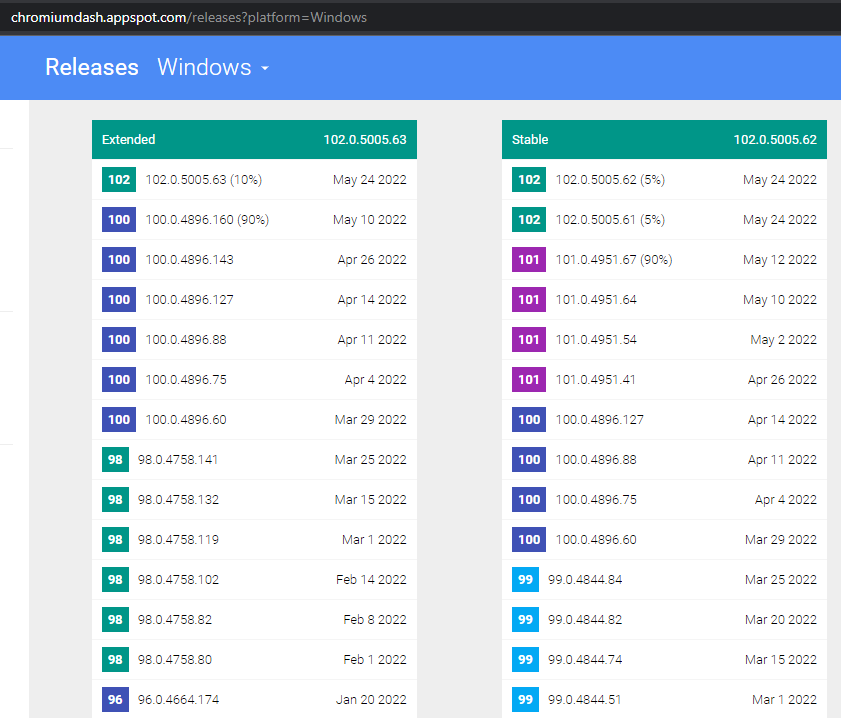 chromiumdash.appspot.com/releases?platform=Windows
Releases Windows
Extended 102.0.5005.63
102 102.0.5005.63 (10%) May 24 2022
100 100.0.4896.160 (90%) May 10 2022
100 100.0.4896.143 Apr 26 2022
100 100.0.4896.127 Apr 14 2022
100 100.0.4896.88 Apr 11 2022
100 100.0.4896.75 Apr 4 2022
100 100.0.4896.60 Mar 29 2022
98 98.0.4758.141 Mar 25 2022
98 98.0.4758.132 Mar 15 2022
98 98.0.4758.119 Mar 1 2022
98 98.0.4758.102 Feb 14 2022
98 98.0.4758.82 Feb 8 2022
98 98.0.4758.80 Feb 1 2022
96 96.0.4664.174 Jan 20 2022
Stable 102.0.5005.62
102 102.0.5005.62 (5%) May 24 2022
102 102.0.5005.61 (5%) May 24 2022
101 101.0.4951.67 (90%) May 12 2022
101 101.0.4951.64 May 10 2022
101 101.0.4951.54 May 2 2022
101 101.0.4951.41 Apr 26 2022
100 100.0.4896.127 Apr 14 2022
100 100.0.4896.88 Apr 11 2022
100 100.0.4896.75 Apr 4 2022
100 100.0.4896.60 Mar 29 2022
99 99.0.4844.84 Mar 25 2022
99 99.0.4844.82 Mar 20 2022
99 99.0.4844.74 Mar 15 2022
99 99.0.4844.51 Mar 1 2022